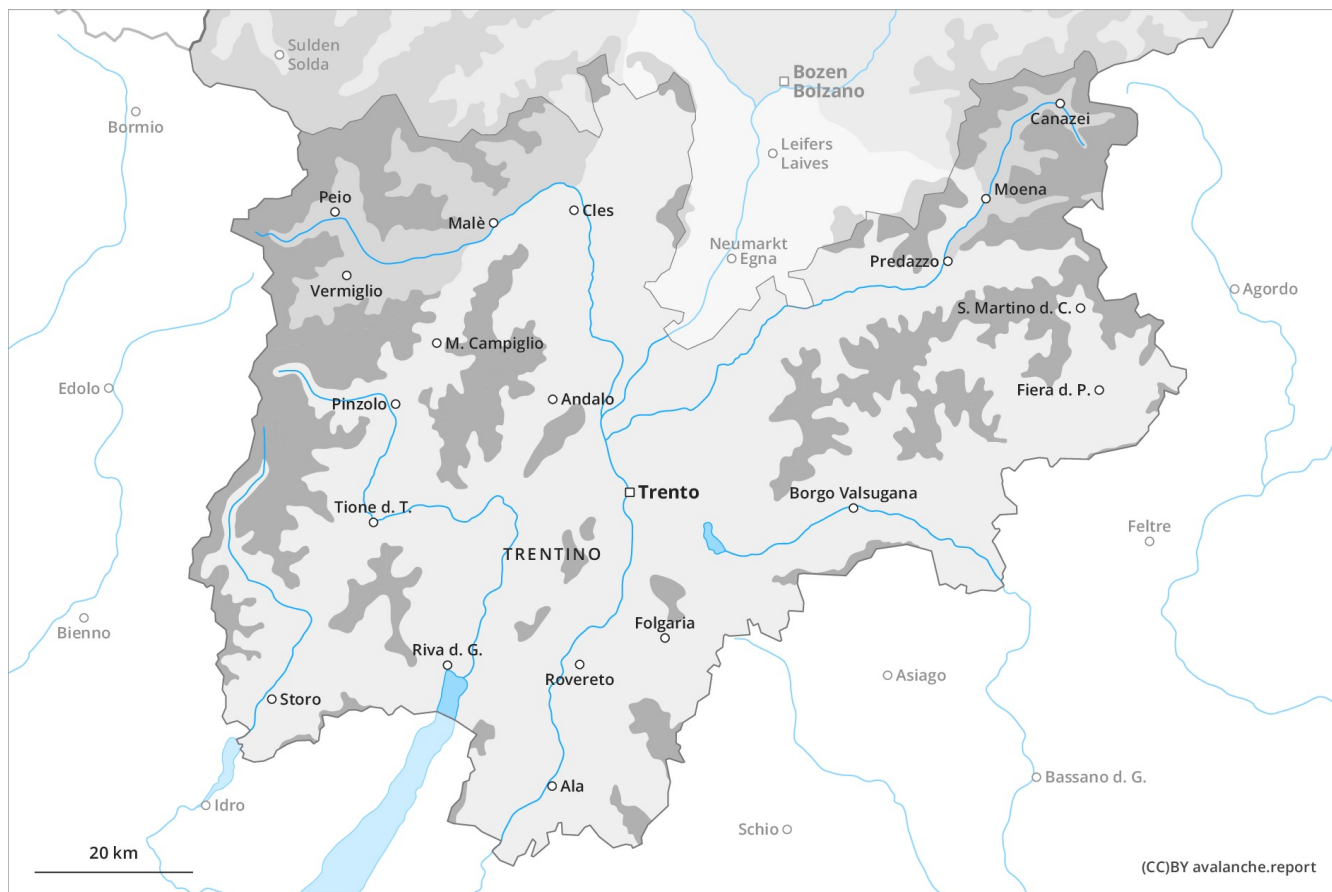 Sulden
Solda
Bozen
Bolzano
Bormio
Canazei
Leifers
Laives
Moena
Peio
Malè
Cles
Neumarkt
Egna
Predazzo
Vermiglio
Agordo
S. Martino d. C.
M. Campiglio
Edolo
Fiera d. P.
Pinzolo
Andalo
Trento
Borgo Valsugana
Tione d. T.
Feltre
TRENTINO
Bienno
Folgaria
Riva d. G.
Asiago
Rovereto
Storo
Bassano d. G.
Ala
Idro
Schio
20 km
(CC)BY avalanche.report